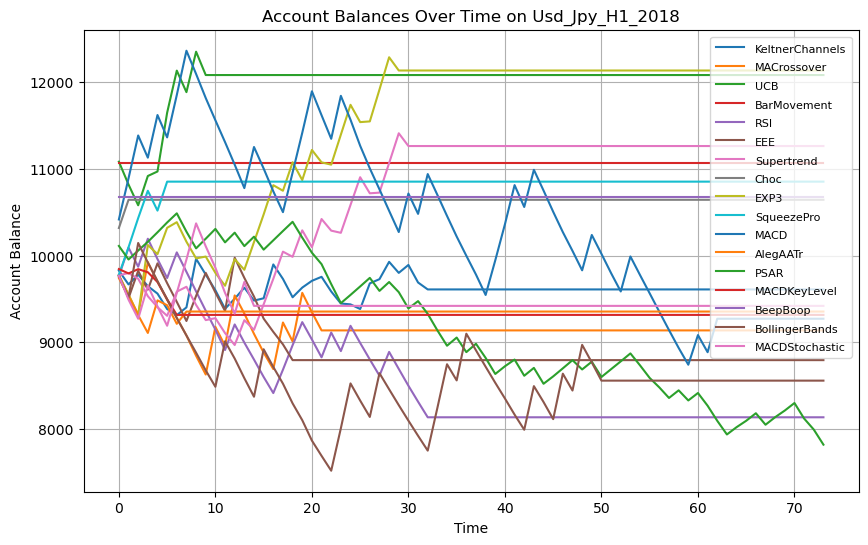 Account Balances Over Time on Usd_Jpy_H1_2018
KeltnerChannels
MACrossover
UCB
BarMovement
RSI
EEE
Supertrend
Choc
EXP3
SqueezePro
MACD
AlegAATr
PSAR
MACDKeyLevel
BeepBoop
BollingerBands
MACDStochastic
Account Balance
12000
11000
10000
9000
8000
0 10 20 30 40 50 60 70
Time